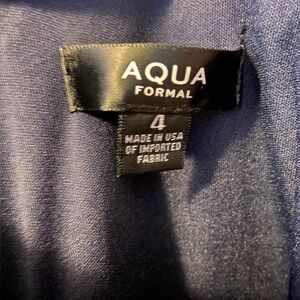 AQUA
FORMAL
4
MADE IN USA
OF IMPORTED
FABRIC